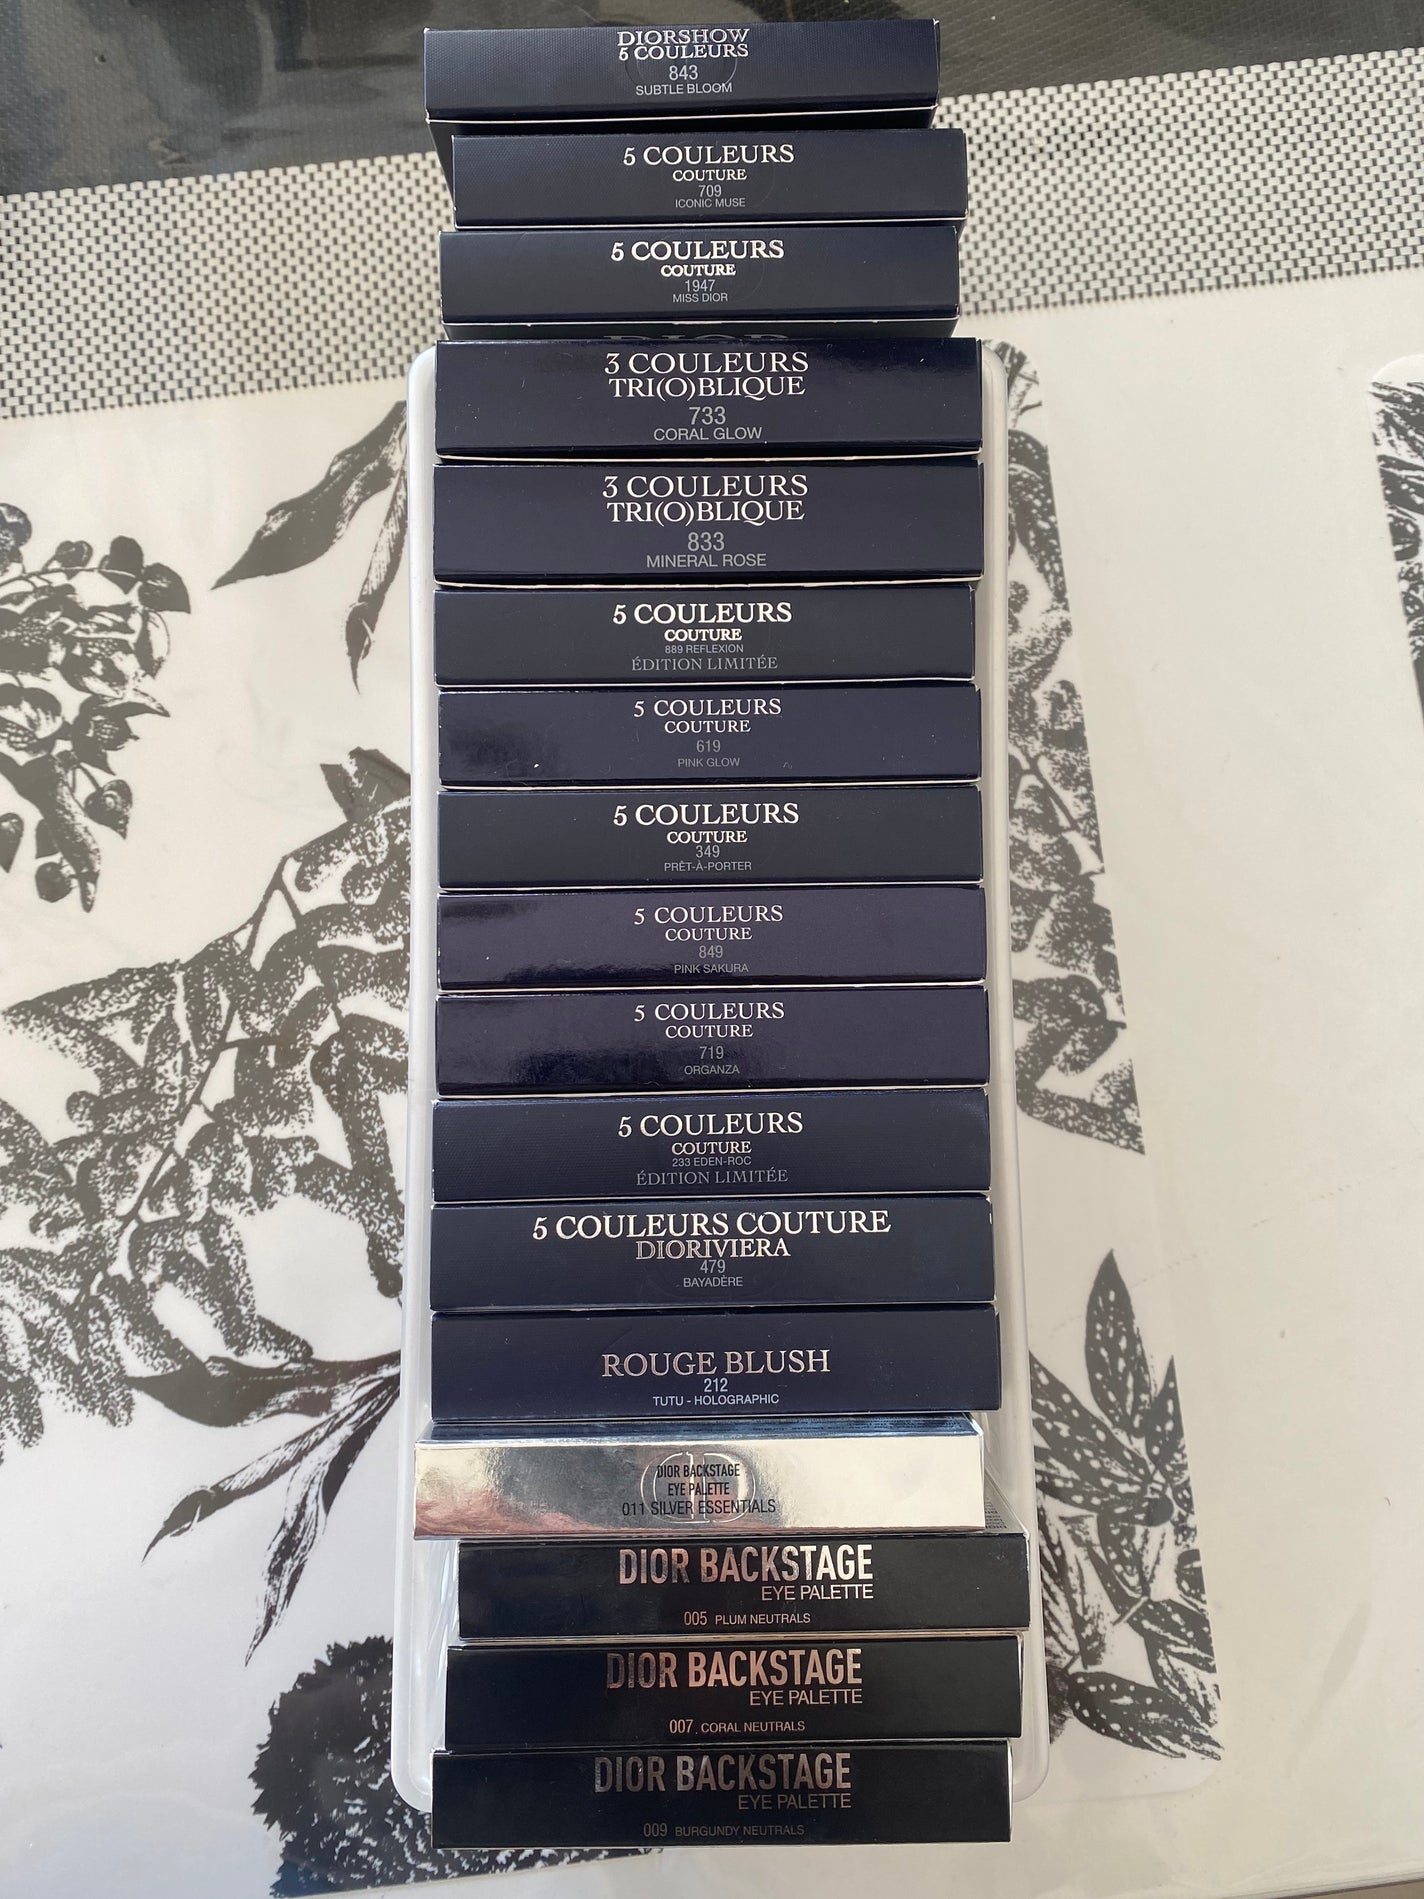 DIORSHOW
5 COULEURS
843
SUBTLE BLOOM
5 COULEURS
COUTURE
709
ICONIC MUSE
5 COULEURS
COUTURE
1947
MISS DIOR
DIOR
3 COULEURS
TRI(O)BLIQUE
733
CORAL GLOW
3 COULEURS
TRI(O)BLIQUE
833
MINERAL ROSE
5 COULEURS
COUTURE
889 REFLEXION
ÉDITION LIMITÉE
5 COULEURS
COUTURE
619
PINK GLOW
5 COULEURS
COUTURE
349
PRÊT-À-PORTER
5 COULEURS
COUTURE
849
PINK SAKURA
5 COULEURS
COUTURE
719
ORGANZA
5 COULEURS
COUTURE
233 EDEN-ROC
ÉDITION LIMITÉE
5 COULEURS COUTURE
DIORIVIERA
479
BAYADÈRE
ROUGE BLUSH
212
TUTU - HOLOGRAPHIC
DIOR BACKSTAGE
EYE PALETTE
011 SILVER ESSENTIALS
DIOR BACKSTAGE
EYE PALETTE
005 PLUM NEUTRALS
DIOR BACKSTAGE
EYE PALETTE
007 CORAL NEUTRALS
DIOR BACKSTAGE
EYE PALETTE
009 BURGUNDY NEUTRALS